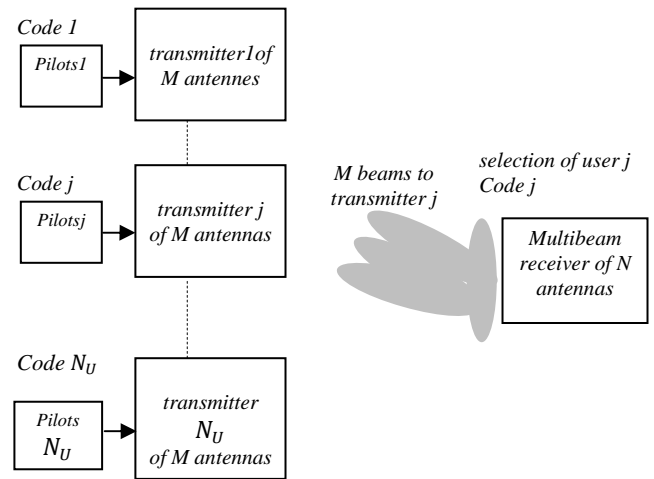 Code 1
Pilots1
transmitter1of
M antennes
Code j
Pilotsj
transmitter j
of M antennas
M beams to
transmitter j
selection of user j
Code j
Multibeam
receiver of N
antennas
Code N_U
Pilots
N_U
transmitter
N_U
of M antennas